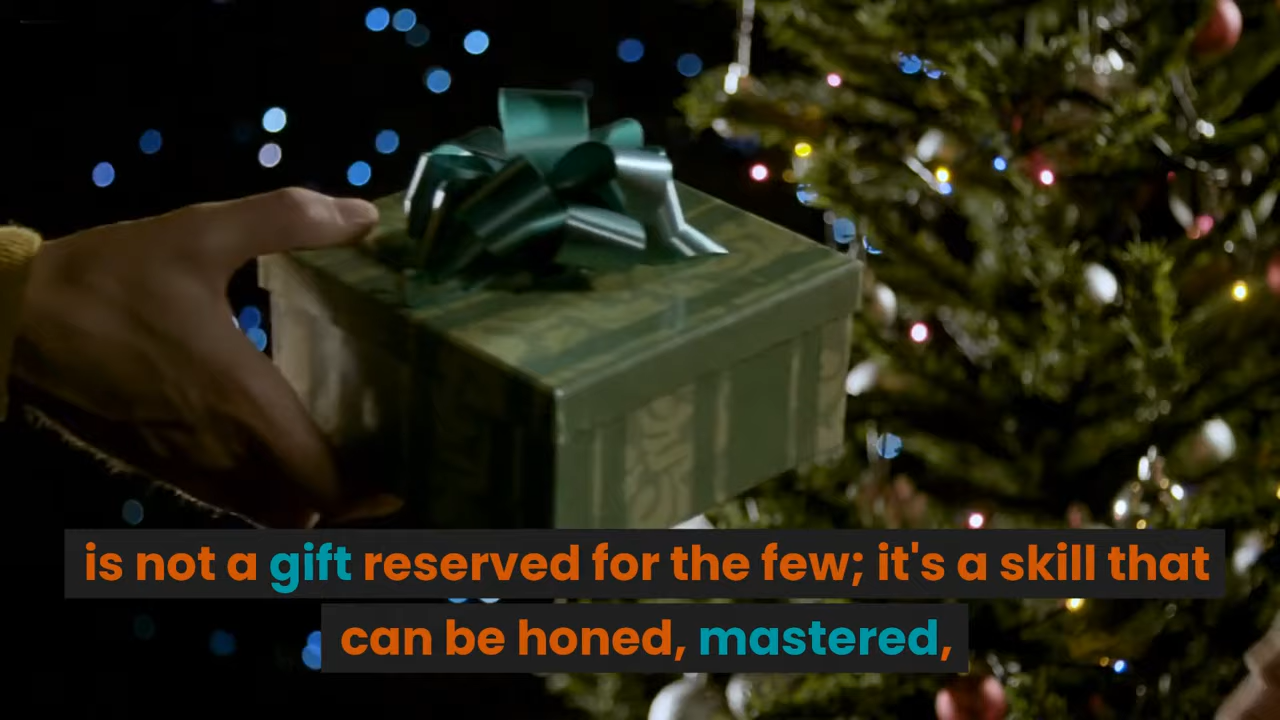 is not a gift reserved for the few; it's a skill that
can be honed, mastered,